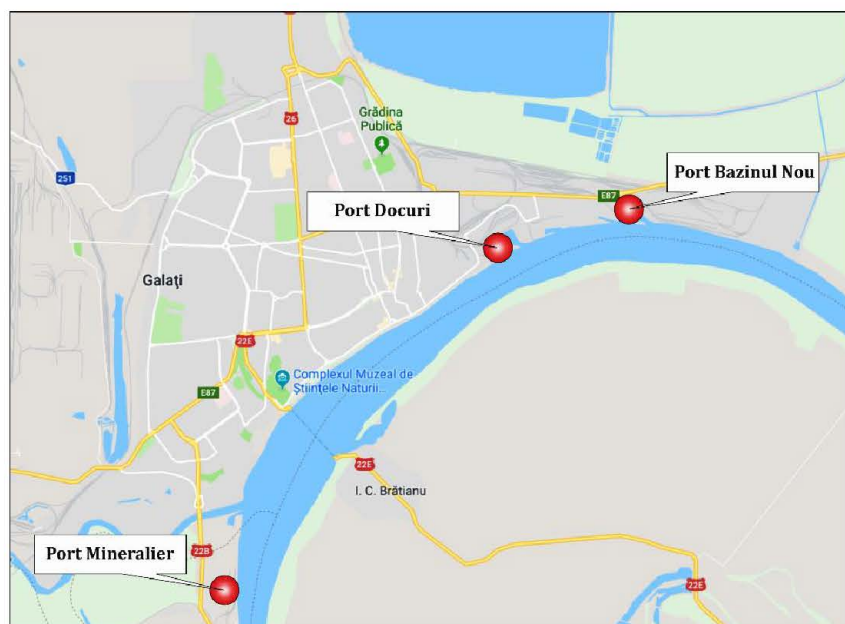 26
Grădina
Publică
251
Port Bazinul Nou
E87
Port Docuri
Galați
22E
Complexul Muzeal de
Științele Naturii...
E87
22E
I. C. Brătianu
Port Mineralier
22B
22E